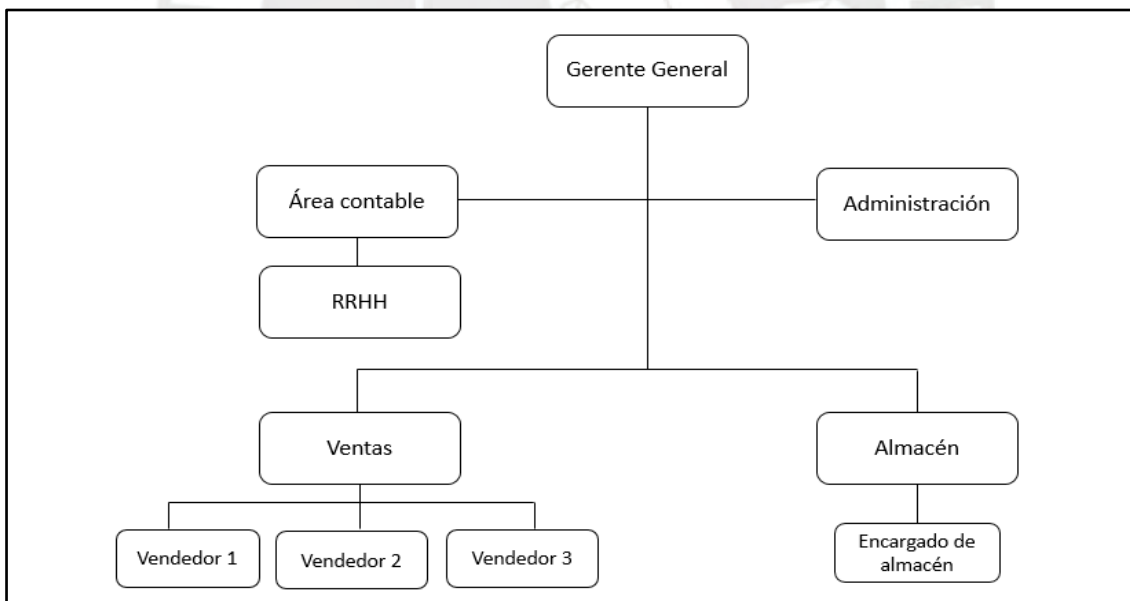 Gerente General
Área contable
Administración
RRHH
Ventas
Almacén
Vendedor 1
Vendedor 2
Vendedor 3
Encargado de
almacén